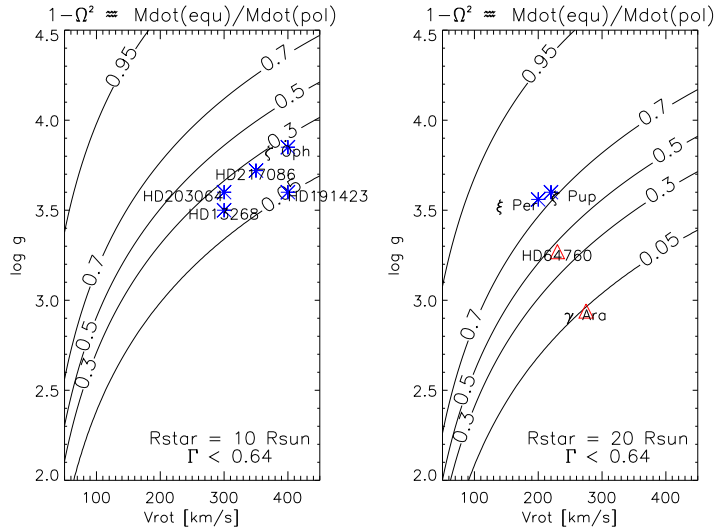 1-Ω² ≈ Mdot(equ)/Mdot(pol)
4.5
4.0
3.5
3.0
2.5
2.0
log g
0.95
0.7
0.5
0.3
0.05
ζ Oph
HD217086
HD203064
HD191423
HD13268
0.7
0.5
0.3
Rstar = 10 Rsun
Γ < 0.64
100 200 300 400
Vrot [km/s]
1-Ω² ≈ Mdot(equ)/Mdot(pol)
4.5
4.0
3.5
3.0
2.5
2.0
log g
0.95
0.7
0.5
0.3
0.05
ξ Per
ζ Pup
HD64760
γ Ara
0.7
0.5
0.3
Rstar = 20 Rsun
Γ < 0.64
100 200 300 400
Vrot [km/s]